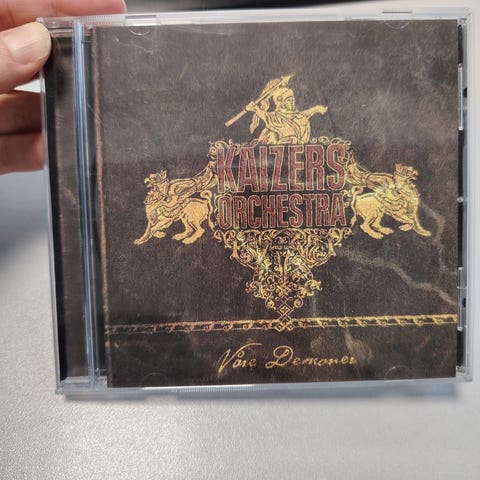 KAIZERS
ORCHESTRA
Våre Demoner